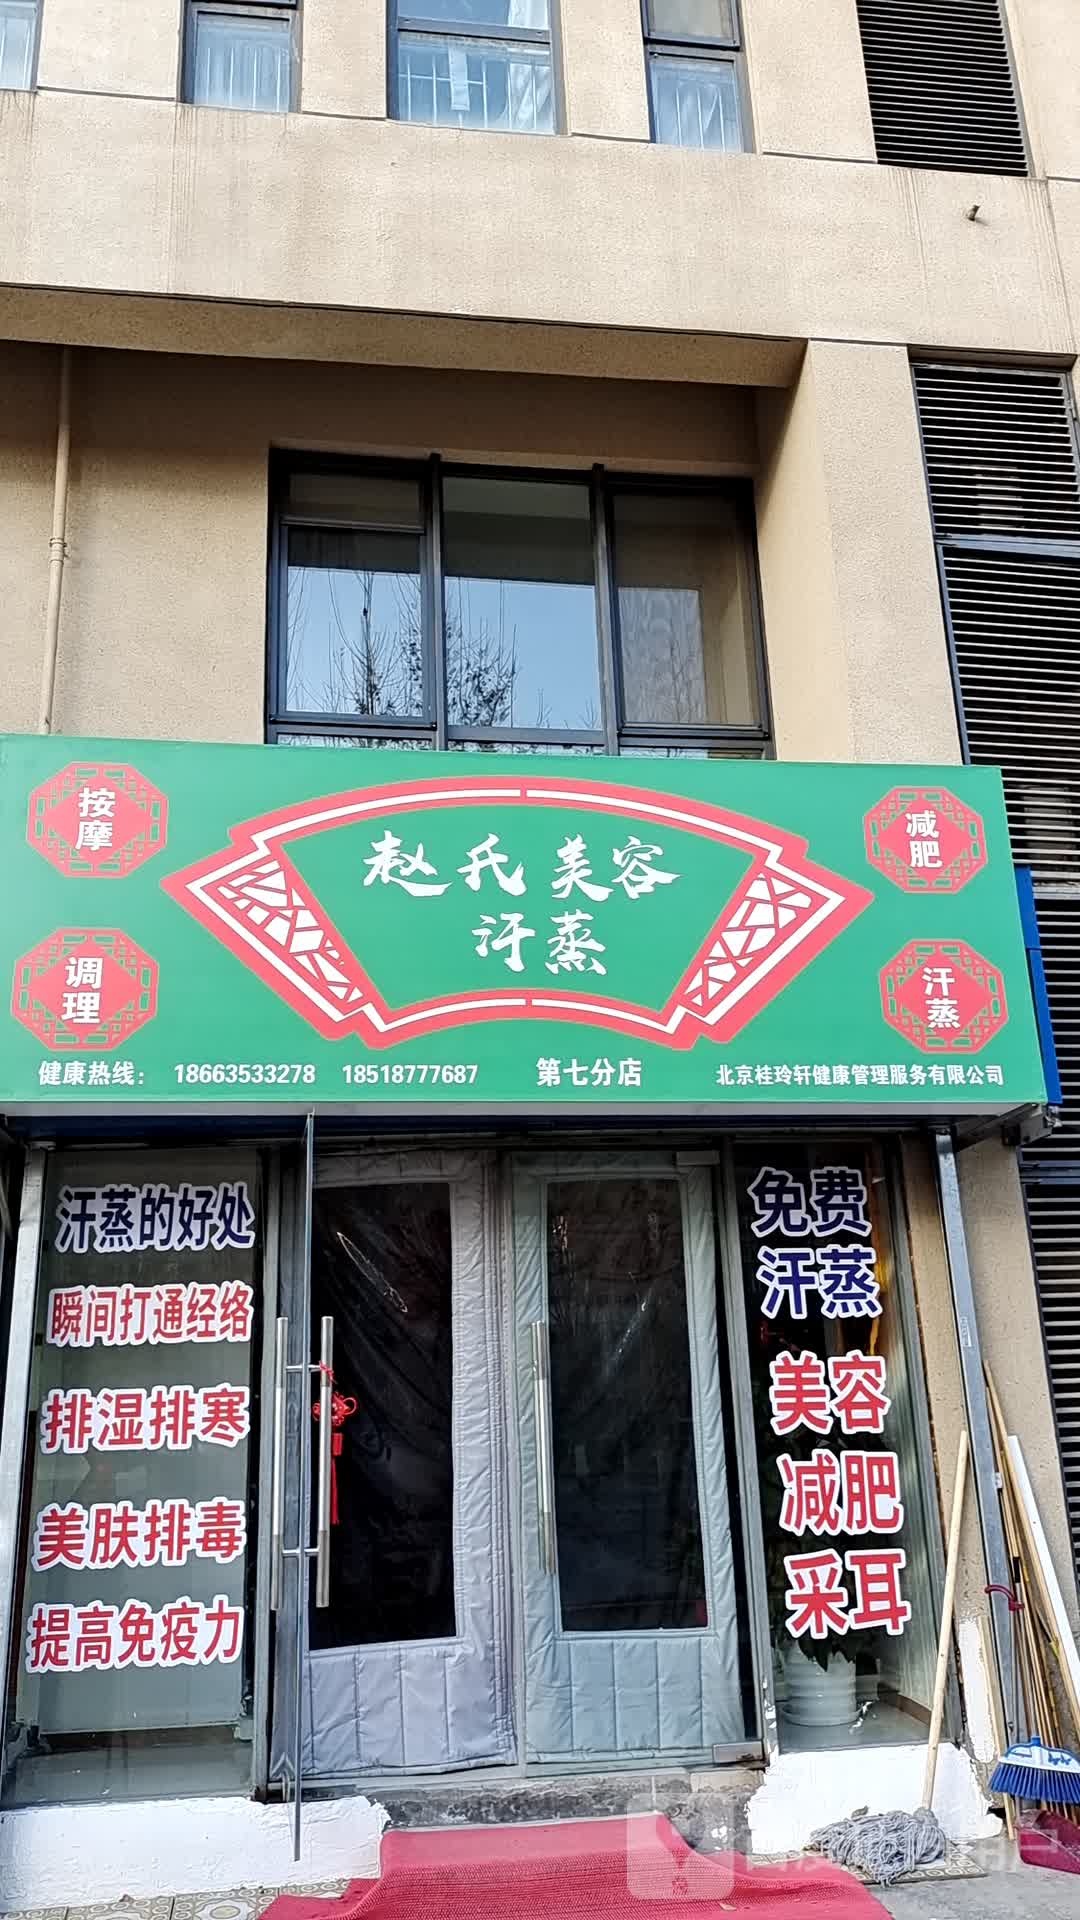 按摩
调理
赵氏美容
汗蒸
减肥
汗蒸
健康热线： 18663533278 18518777687 第七分店 北京桂玲轩健康管理服务有限公司
汗蒸的好处
瞬间打通经络
排湿排寒
美肤排毒
提高免疫力
免费
汗蒸
美容
减肥
采耳